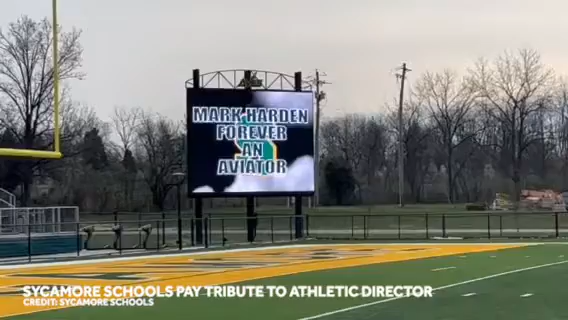 MARK HARDEN
FOREVER
AN
AVIATOR
SYCAMORE SCHOOLS PAY TRIBUTE TO ATHLETIC DIRECTOR
CREDIT: SYCAMORE SCHOOLS